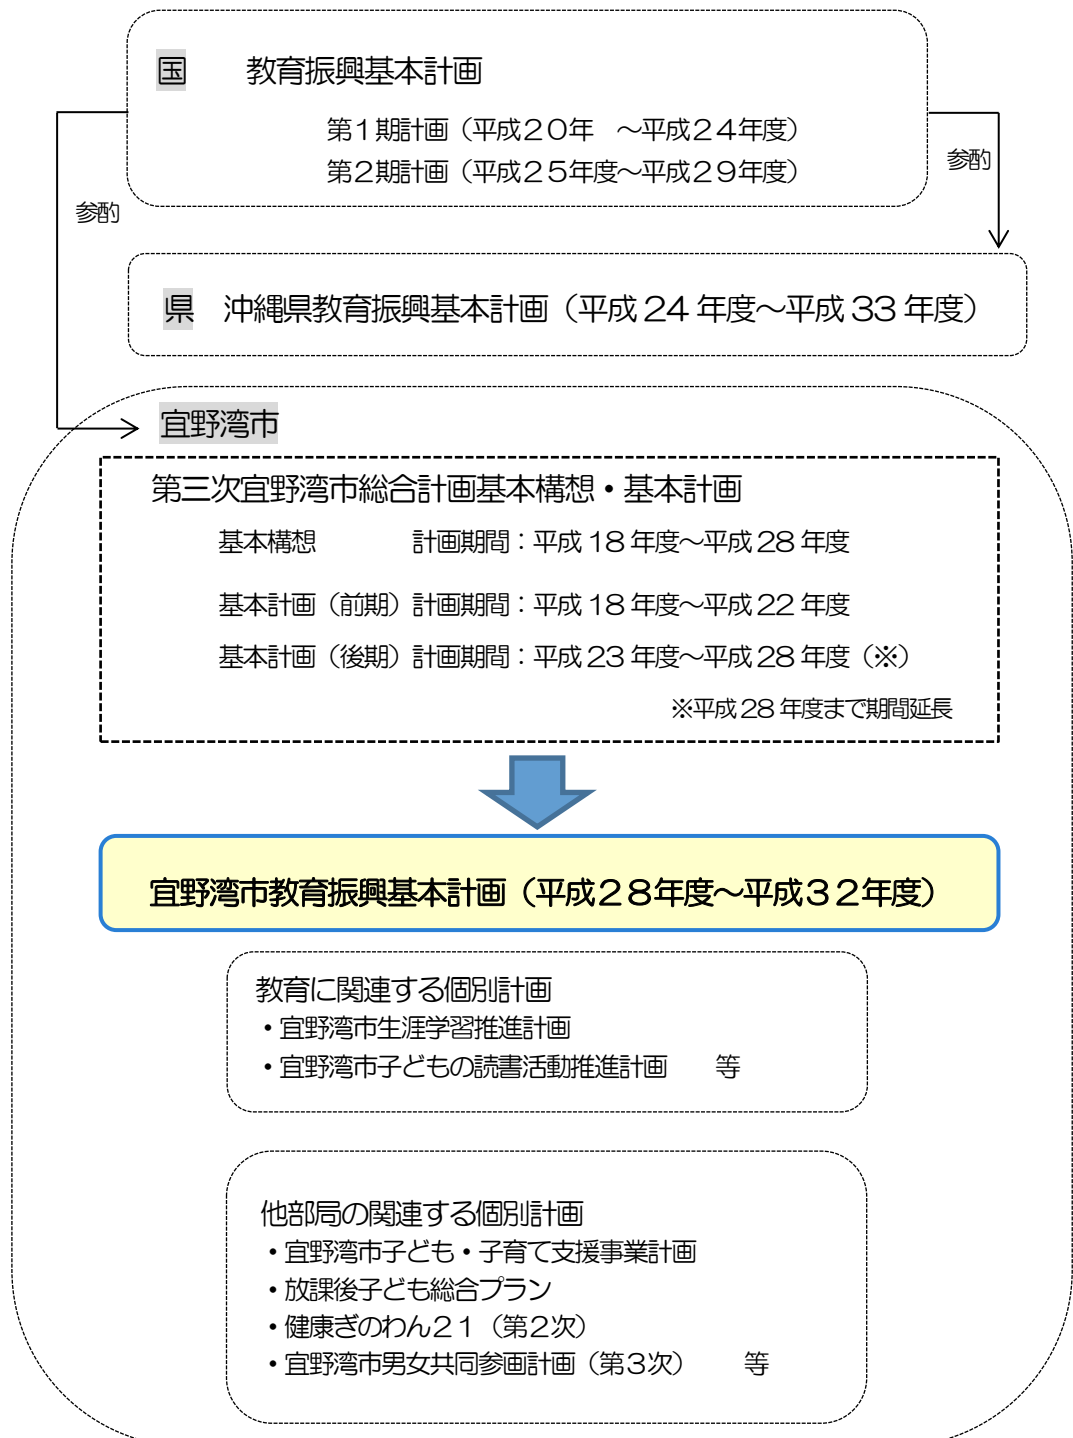 国　　教育振興基本計画
第１期計画（平成２０年　～平成２４年度）
第２期計画（平成２５年度～平成２９年度）
参酌
参酌
県　沖縄県教育振興基本計画（平成 24 年度～平成 33 年度）
宜野湾市
第三次宜野湾市総合計画基本構想・基本計画
基本構想　　　　計画期間：平成 18 年度～平成 28 年度
基本計画（前期）計画期間：平成 18 年度～平成 22 年度
基本計画（後期）計画期間：平成 23 年度～平成 28 年度（※）
※平成 28 年度まで期間延長
宜野湾市教育振興基本計画（平成２８年度～平成３２年度）
教育に関連する個別計画
・宜野湾市生涯学習推進計画
・宜野湾市子どもの読書活動推進計画　　等
他部局の関連する個別計画
・宜野湾市子ども・子育て支援事業計画
・放課後子ども総合プラン
・健康ぎのわん２１（第２次）
・宜野湾市男女共同参画計画（第３次）　　等